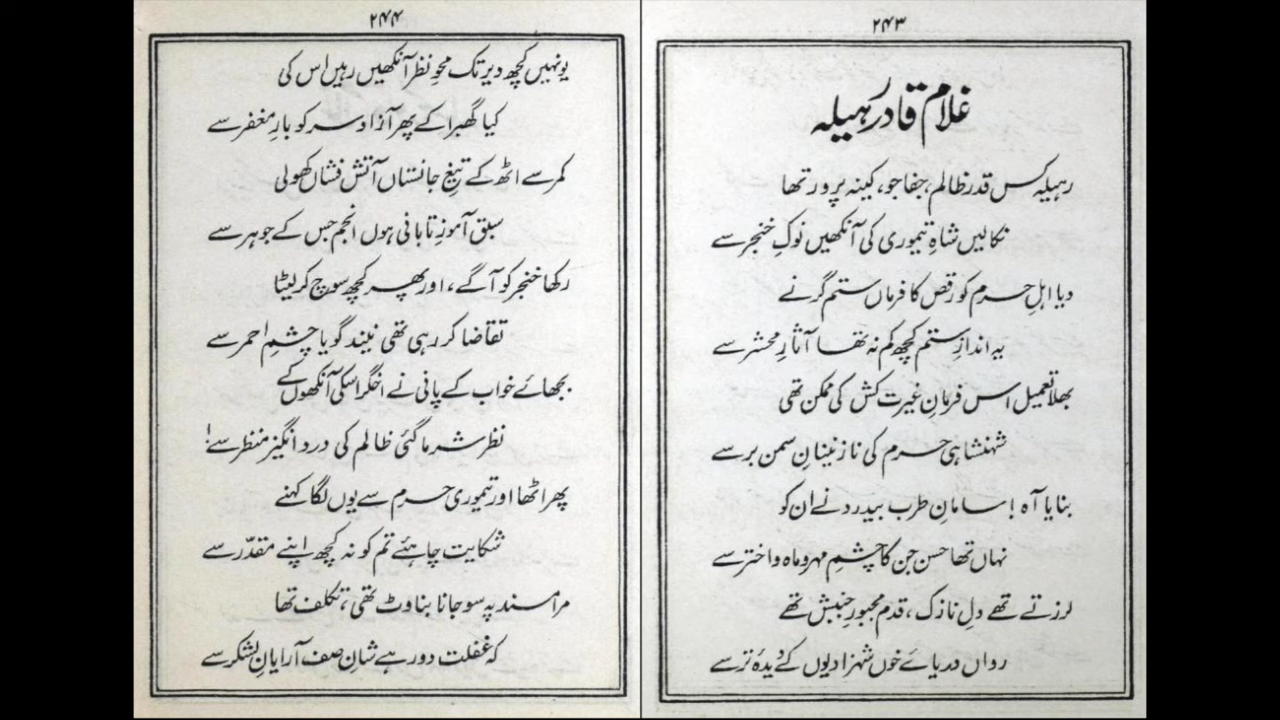 ۲۴۳
غلام قادر رہیلہ
رہیلہ کس قدر ظالم، جفا جو، کینہ پرور تھا
نکالیں شاہِ تیموری کی آنکھیں نوکِ خنجر سے
دیا اہلِ حرم کو رقص کا فرماں ستم گر نے
یہ اندازِ ستم کچھ کم نہ تھا آثارِ محشر سے
بھلا تعمیل اس فرمانِ غیرت کش کی ممکن تھی
شہنشاہی حرم کی نازنینانِ سمن بر سے
بنایا آہ! سامانِ طرب بیدرد نے ان کو
نہاں تھا حسن جن کا چشمِ مہر و ماہ و اختر سے
لرزتے تھے دلِ نازک، قدم مجبورِ جنبش تھے
رواں دریائے خوں شہزادیوں کے دیدۂ تر سے
۲۴۴
یونہیں کچھ دیر تک محوِ نظر آنکھیں رہیں اس کی
کیا گھبرا کے پھر آزاد سر کو بارِ مغفر سے
کمر سے اٹھ کے تیغِ جانستاں آتش فشاں کھولی
سبق آموزِ تابانی ہوں انجم جس کے جوہر سے
رکھا خنجر کو آگے، اور پھر کچھ سوچ کر لیٹا
تقاضا کر رہی تھی نیند گویا چشمِ احمر سے
بجھائے خواب کے پانی نے اخگر اسکی آنکھوں کے
نظر شرما گئی ظالم کی درد انگیز منظر سے!
پھر اٹھا اور تیموری حرم سے یوں لگا کہنے
شکایت چاہئے تم کو نہ کچھ اپنے مقدّر سے
مرا مسند پہ سو جانا بناوٹ تھی، تکلف تھا
کہ غفلت دور ہے شانِ صف آرایانِ لشکر سے